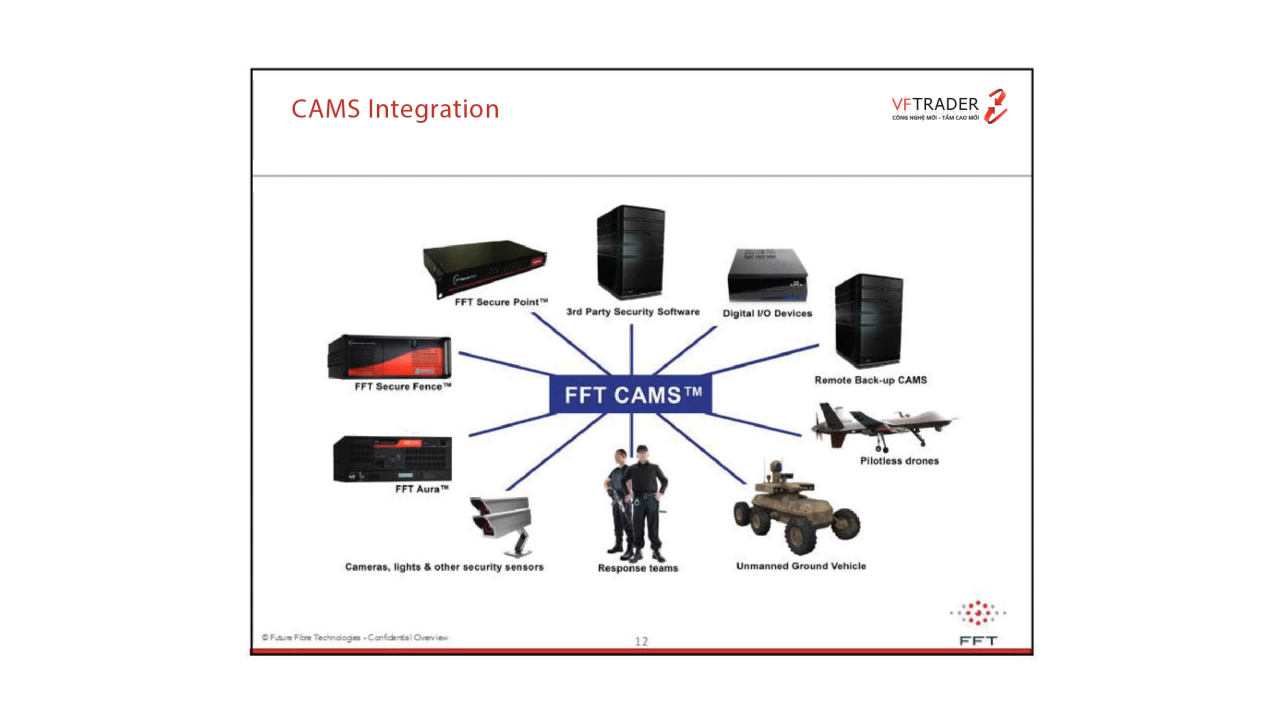 CAMS Integration
VFTRADER
CÔNG NGHỆ MỚI - TẦM CAO MỚI
FFT Secure Point™
3rd Party Security Software
Digital I/O Devices
Remote Back-up CAMS
FFT Secure Fence™
FFT CAMS™
Pilotless drones
FFT Aura™
Cameras, lights & other security sensors
Response teams
Unmanned Ground Vehicle
© Future Fibre Technologies - Confidential Overview
12
FFT